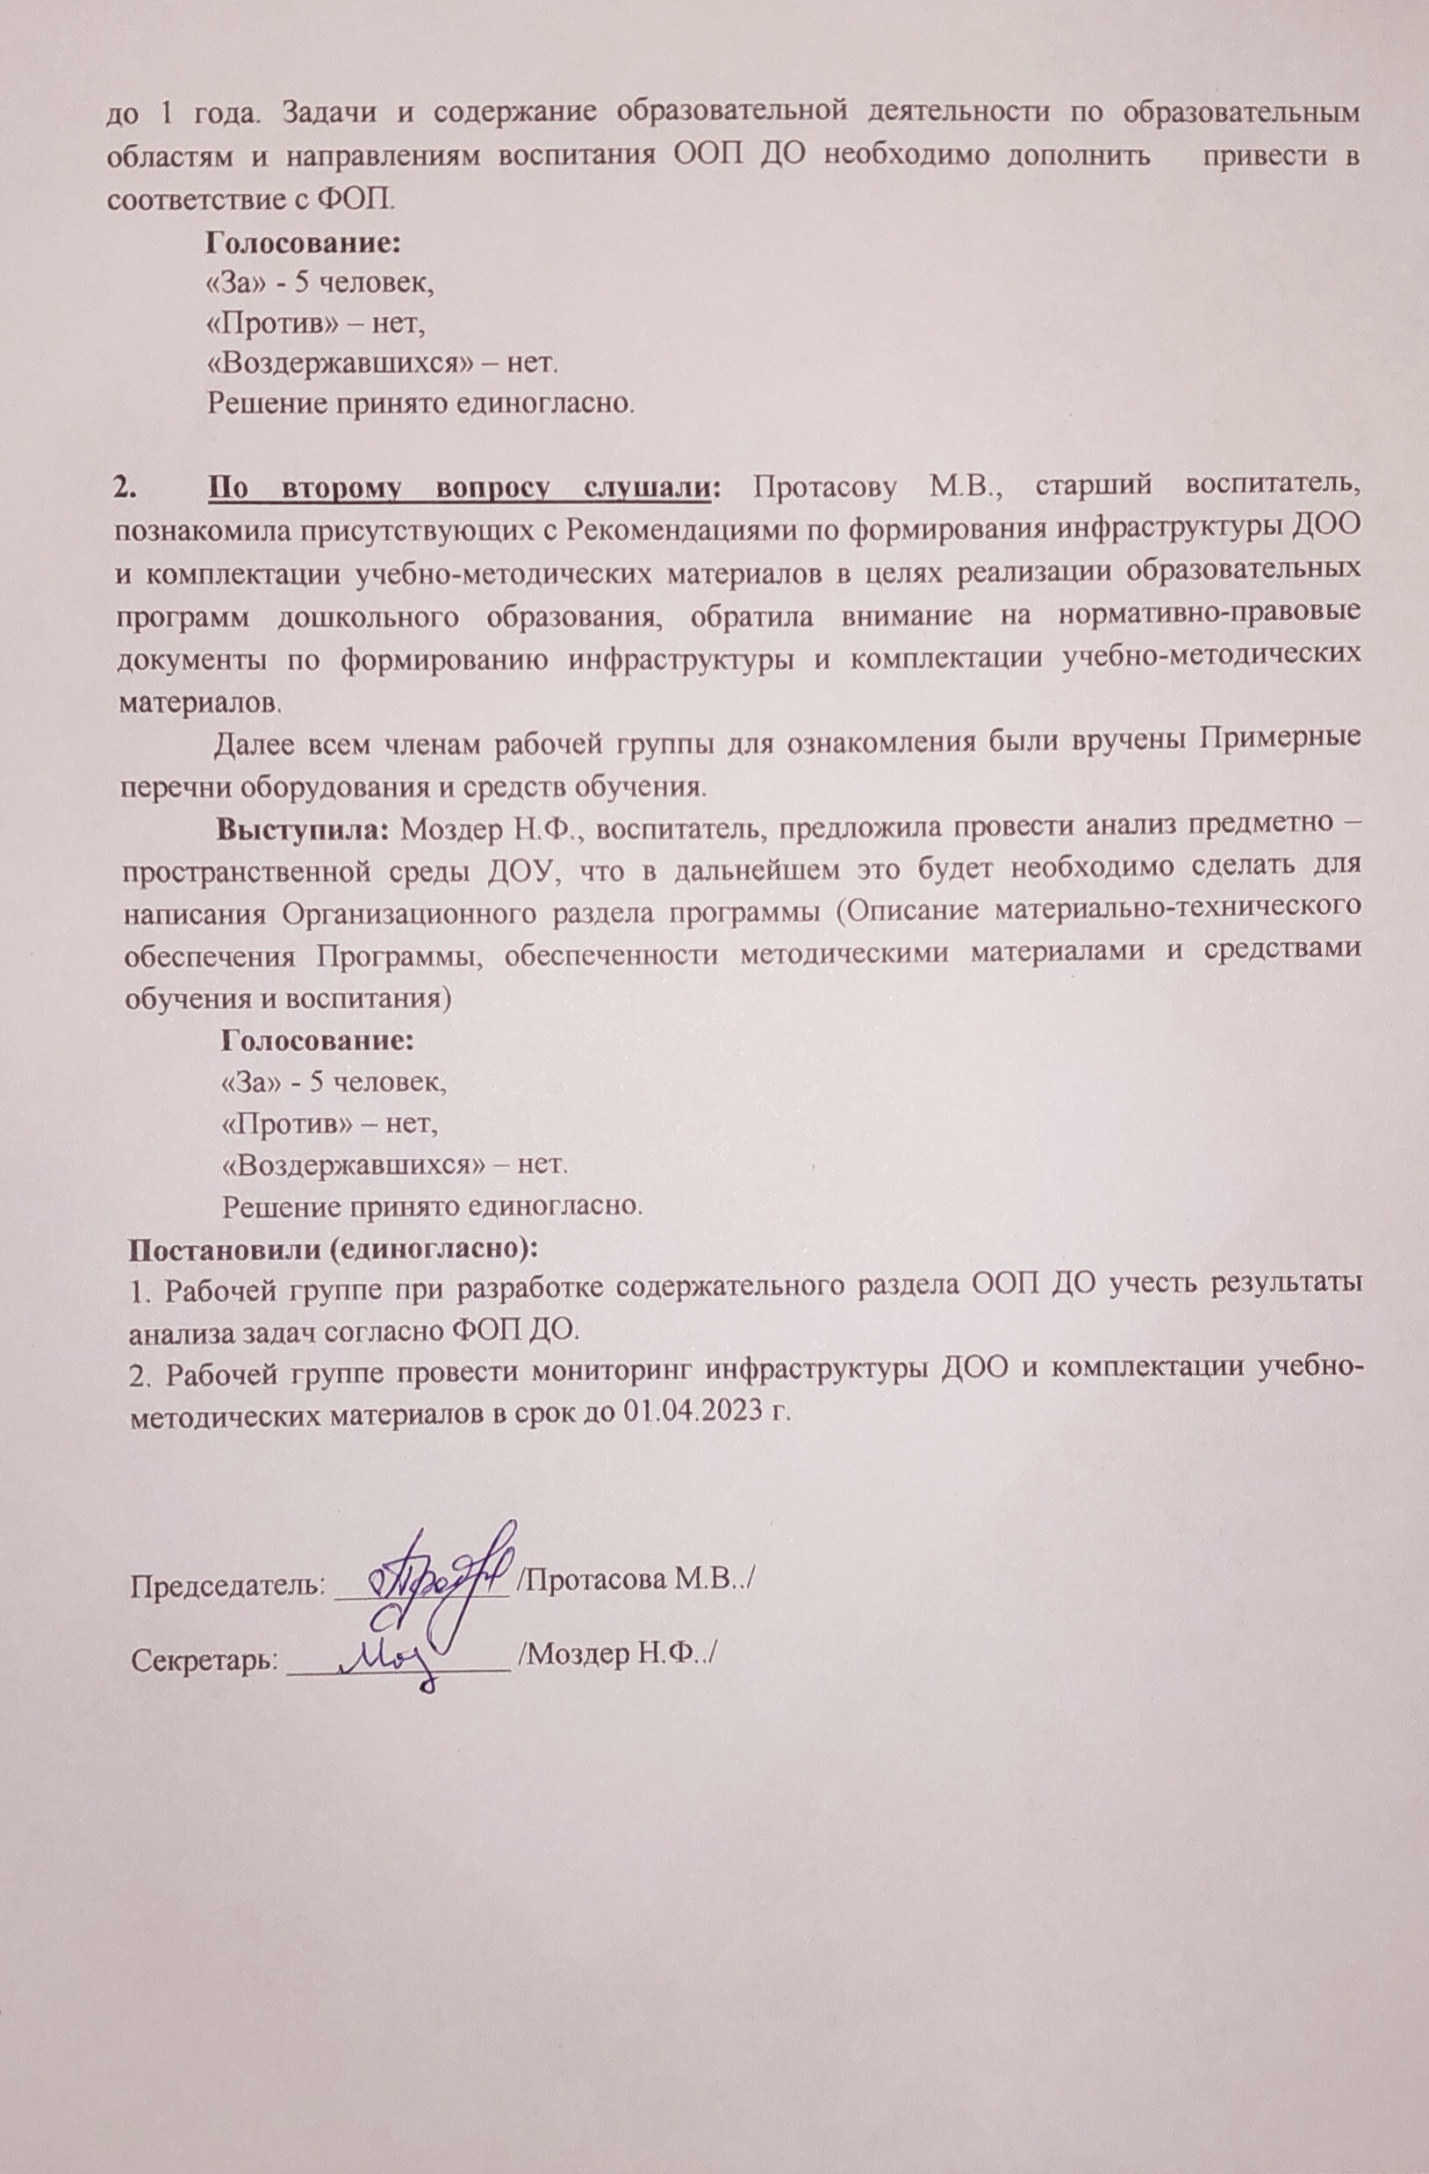 до 1 года. Задачи и содержание образовательной деятельности по образовательным
областям и направлениям воспитания ООП ДО необходимо дополнить привести в
соответствие с ФОП.
Голосование:
«За» - 5 человек,
«Против» – нет,
«Воздержавшихся» – нет.
Решение принято единогласно.
2. По второму вопросу слушали: Протасову М.В., старший воспитатель,
познакомила присутствующих с Рекомендациями по формирования инфраструктуры ДОО
и комплектации учебно-методических материалов в целях реализации образовательных
программ дошкольного образования, обратила внимание на нормативно-правовые
документы по формированию инфраструктуры и комплектации учебно-методических
материалов.
Далее всем членам рабочей группы для ознакомления были вручены Примерные
перечни оборудования и средств обучения.
Выступила: Моздер Н.Ф., воспитатель, предложила провести анализ предметно –
пространственной среды ДОУ, что в дальнейшем это будет необходимо сделать для
написания Организационного раздела программы (Описание материально-технического
обеспечения Программы, обеспеченности методическими материалами и средствами
обучения и воспитания)
Голосование:
«За» - 5 человек,
«Против» – нет,
«Воздержавшихся» – нет.
Решение принято единогласно.
Постановили (единогласно):
1. Рабочей группе при разработке содержательного раздела ООП ДО учесть результаты
анализа задач согласно ФОП ДО.
2. Рабочей группе провести мониторинг инфраструктуры ДОО и комплектации учебно-
методических материалов в срок до 01.04.2023 г.
Председатель: /Протасова М.В../
Секретарь: /Моздер Н.Ф../